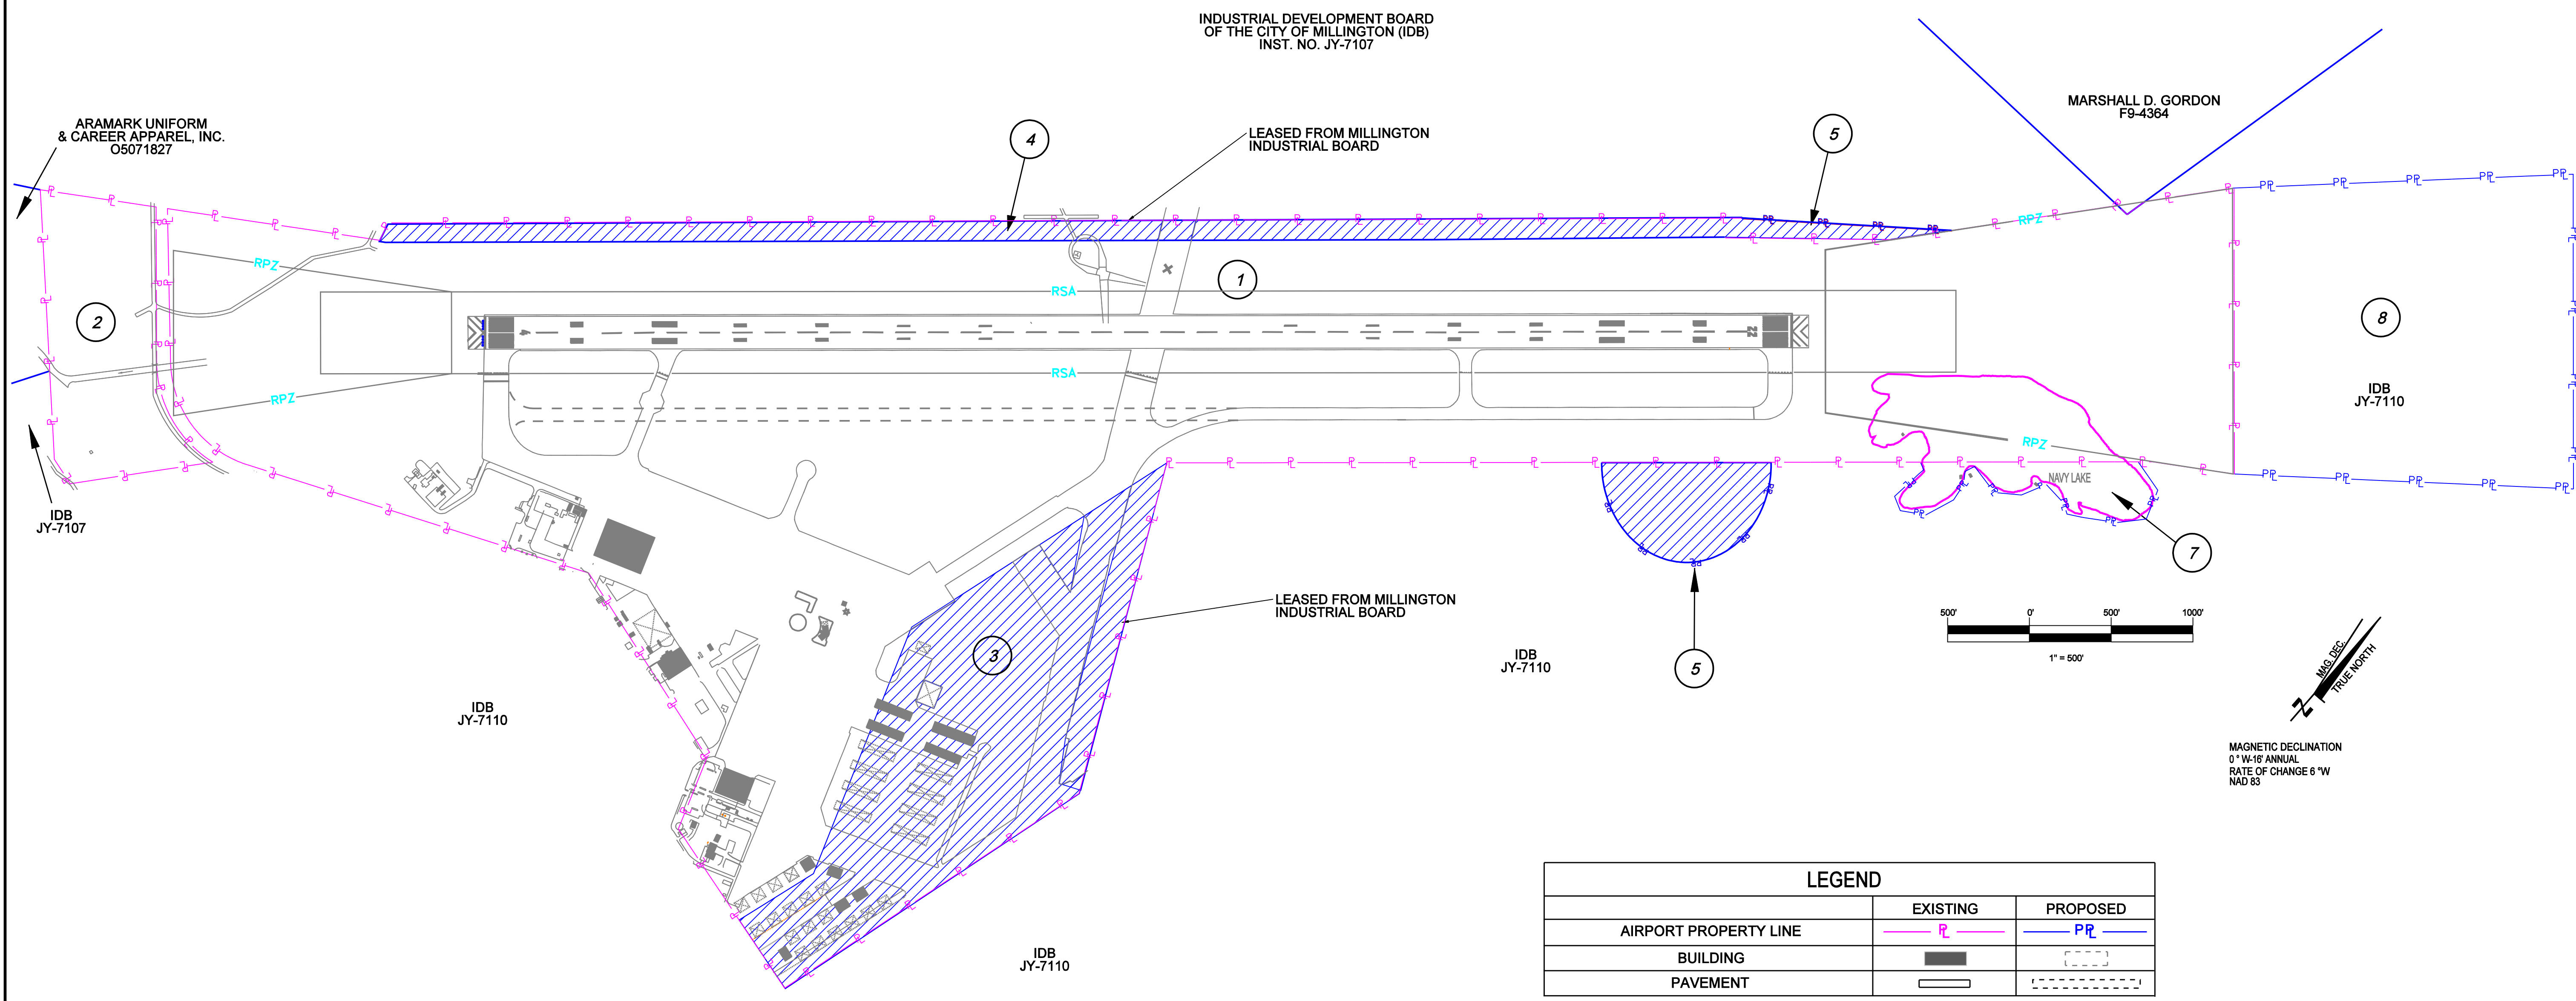 INDUSTRIAL DEVELOPMENT BOARD
OF THE CITY OF MILLINGTON (IDB)
INST. NO. JY-7107
ARAMARK UNIFORM
& CAREER APPAREL, INC.
O5071827
4
LEASED FROM MILLINGTON
INDUSTRIAL BOARD
5
MARSHALL D. GORDON
F9-4364
RPZ
RPZ
1
RSA
2
4
22
8
IDB
JY-7110
RSA
RPZ
RPZ
NAVY LAKE
IDB
JY-7107
7
LEASED FROM MILLINGTON
INDUSTRIAL BOARD
3
5
IDB
JY-7110
500'
0'
500'
1000'
1" = 500'
MAG. DEC.
TRUE NORTH
N
IDB
JY-7110
MAGNETIC DECLINATION
0 ° W-16' ANNUAL
RATE OF CHANGE 6 "W
NAD 83
IDB
JY-7110
LEGEND
EXISTING
PROPOSED
AIRPORT PROPERTY LINE
PL
PPL
BUILDING
PAVEMENT